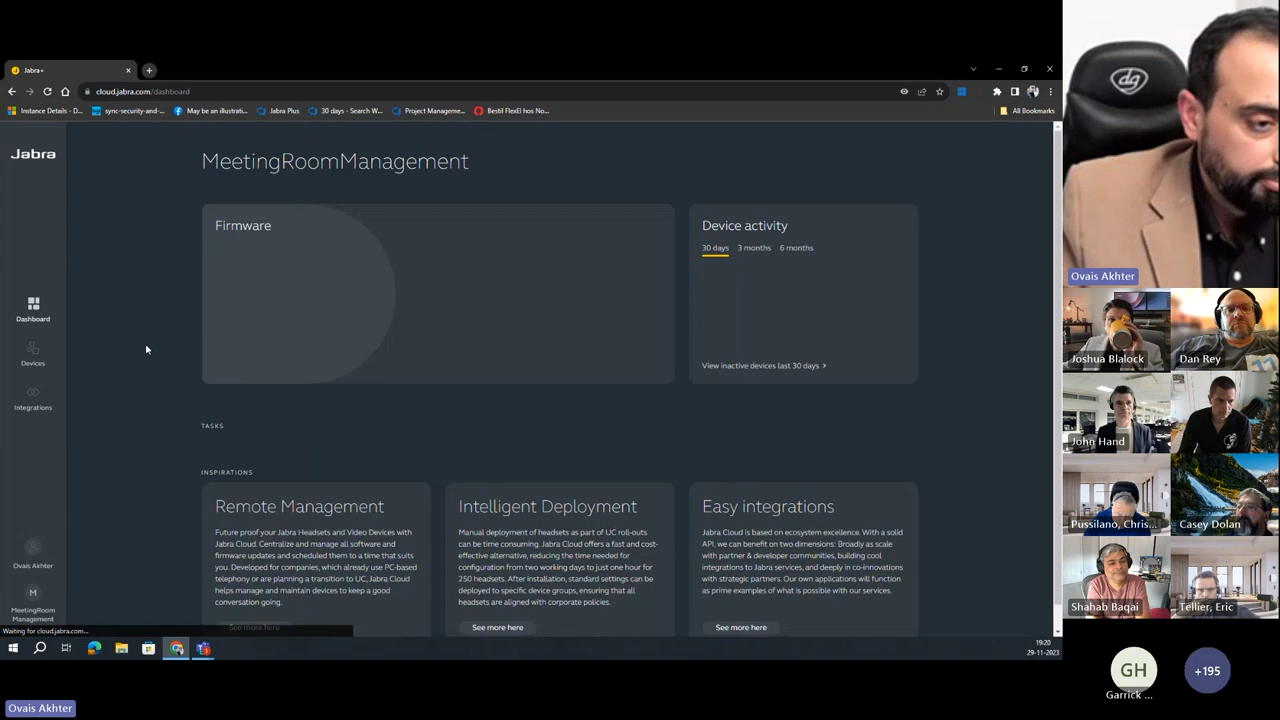 Jabra+
cloud.jabra.com/dashboard
Instance Details - D...
sync-security-and-...
May be an illustrati...
Jabra Plus
30 days - Search W...
Project Manageme...
Bestil FlexEl hos No...
All Bookmarks
Jabra
MeetingRoomManagement
Firmware
Device activity
30 days 3 months 6 months
View inactive devices last 30 days >
Dashboard
Devices
Integrations
TASKS
INSPIRATIONS
Remote Management
Future proof your Jabra Headsets and Video Devices with
Jabra Cloud. Centralize and manage all software and
firmware updates and scheduled them to a time that suits
you. Developed for companies, which already use PC-based
telephony or are planning a transition to UC, Jabra Cloud
helps manage and maintain devices to keep a good
conversation going.
See more here
Intelligent Deployment
Manual deployment of headsets as part of UC roll-outs
can be time consuming. Jabra Cloud offers a fast and cost-
effective alternative, reducing the time needed for
configuration from two working days to just one hour for
250 headsets. After installation, standard settings can be
deployed to specific device groups, ensuring that all
headsets are aligned with corporate policies.
See more here
Easy integrations
Jabra Cloud is based on ecosystem excellence. With a solid
API, we can benefit on two dimensions: Broadly as scale
with partner & developer communities, building cool
integrations to Jabra services, and deeply in co-innovations
with strategic partners. Our own applications will function
as prime examples of what is possible with our services.
See more here
Ovais Akhter
M
MeetingRoom
Management
Waiting for cloud.jabra.com...
19:20
29-11-2023
dg
Ovais Akhter
Joshua Blalock
Dan Rey
11
John Hand
Pussilano, Chris...
Casey Dolan
Shahab Baqai
Tellier, Eric
GH
Garrick ...
+195
Ovais Akhter